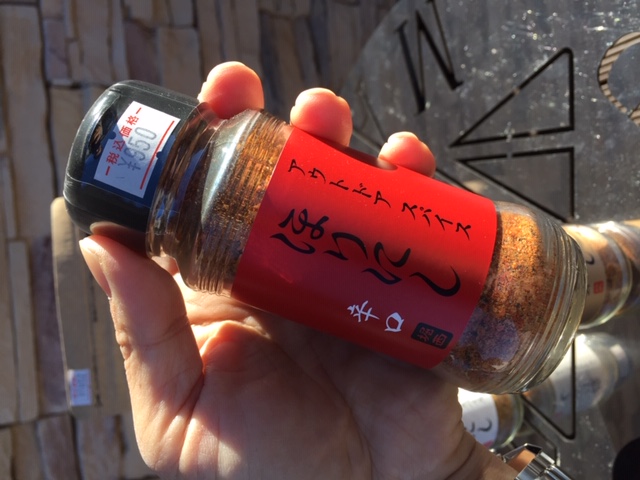 税込価格
¥950
アウトドア スパイス
ほりにし
辛口